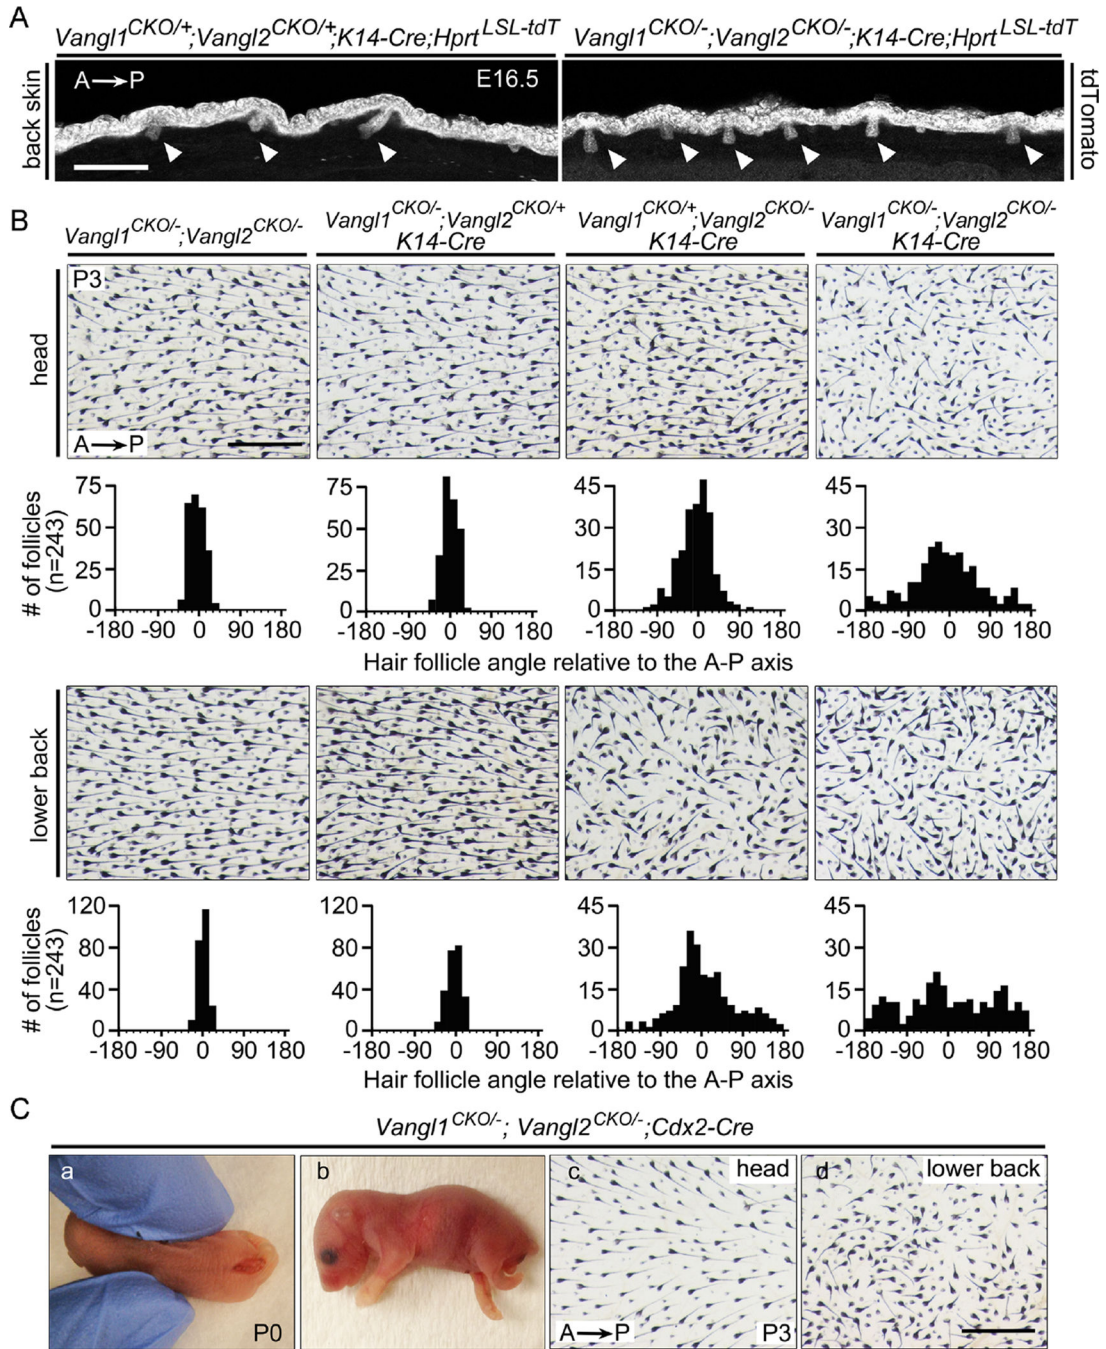 A
Vangl1CKO/+;Vangl2CKO/+;K14-Cre;HprtLSL-tdT
Vangl1CKO/-;Vangl2CKO/-;K14-Cre;HprtLSL-tdT
back skin
A→P
E16.5
tdTomato
B
Vangl1CKO/-;Vangl2CKO/-
Vangl1CKO/-;Vangl2CKO/+
K14-Cre
Vangl1CKO/+;Vangl2CKO/-
K14-Cre
Vangl1CKO/-;Vangl2CKO/-
K14-Cre
head
P3
A→P
# of follicles
(n=243)
75
50
25
0
-180 -90 0 90 180
75
50
25
0
-180 -90 0 90 180
45
30
15
0
-90 0 90 180
45
30
15
0
-180 -90 0 90 180
Hair follicle angle relative to the A-P axis
lower back
# of follicles
(n=243)
120
80
40
0
-180 -90 0 90 180
120
80
40
0
-180 -90 0 90 180
45
30
15
0
-180 -90 0 90 180
45
30
15
0
-180 -90 0 90 180
Hair follicle angle relative to the A-P axis
C
Vangl1CKO/-; Vangl2CKO/-;Cdx2-Cre
a
P0
b
c
head
A→P
P3
d
lower back